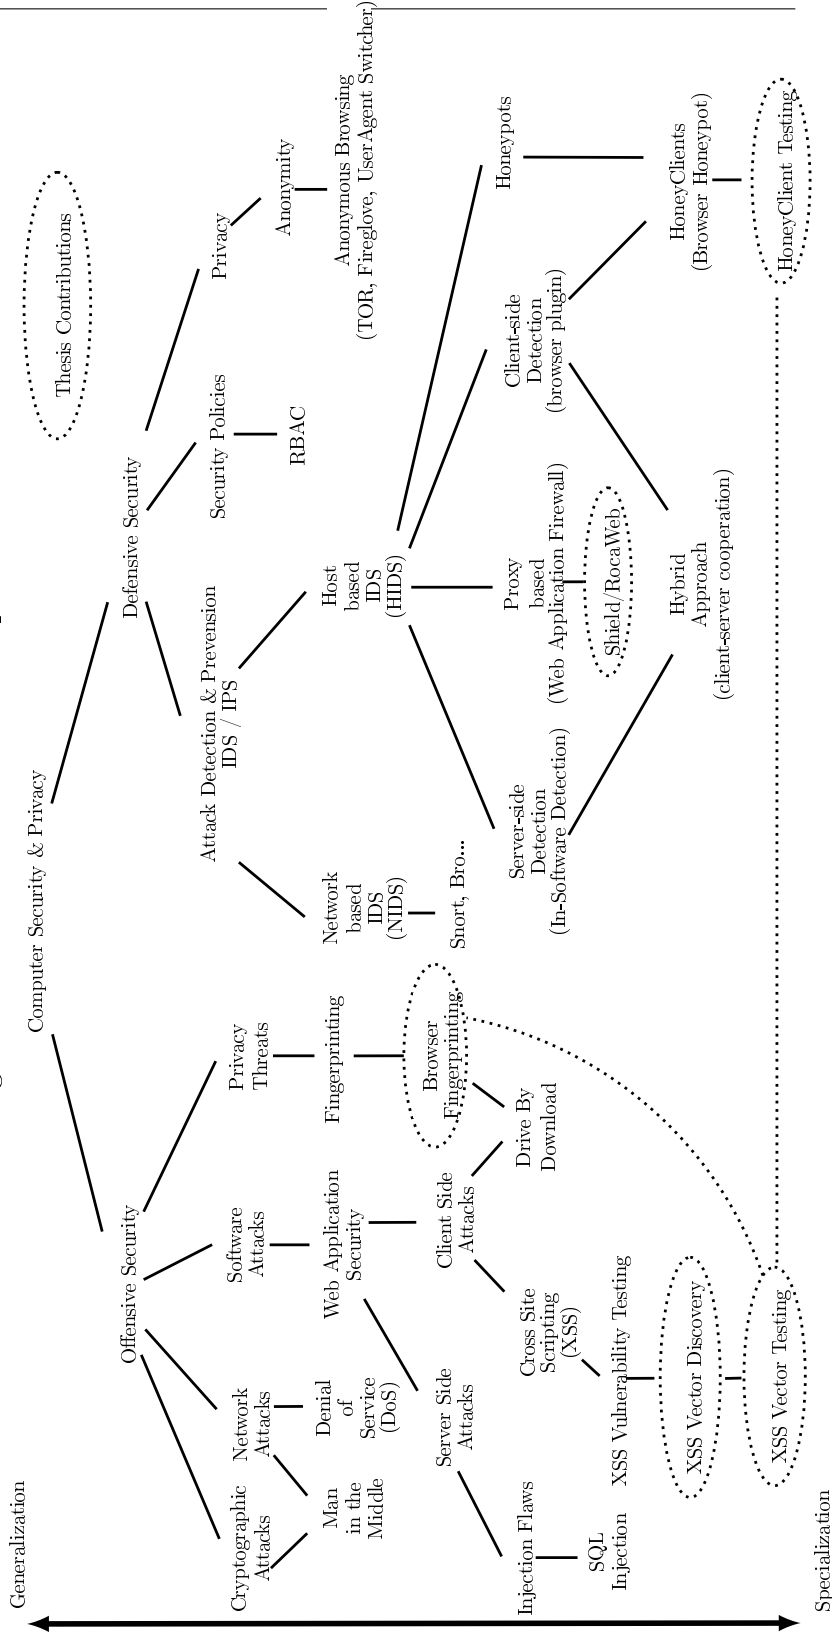 Generalization
Computer Security & Privacy
Thesis Contributions
Offensive Security
Defensive Security
Cryptographic
Attacks
Network
Attacks
Software
Attacks
Privacy
Threats
Attack Detection & Prevension
IDS / IPS
Security Policies
Privacy
Man
in the
Middle
Denial
of
Service
(DoS)
Web Application
Security
Fingerprinting
Network
based
IDS
(NIDS)
Host
based
IDS
(HIDS)
RBAC
Anonymity
Anonymous Browsing
(TOR, Fireglove, UserAgent Switcher)
Server Side
Attacks
Client Side
Attacks
Browser
Fingerprinting
Snort, Bro...
Injection Flaws
Cross Site
Scripting
(XSS)
Drive By
Download
Server-side
Detection
(In-Software Detection)
Proxy
based
(Web Application Firewall)
Client-side
Detection
(browser plugin)
Honeypots
SQL
Injection
XSS Vulnerability Testing
Shield/RocaWeb
XSS Vector Discovery
Hybrid
Approach
(client-server cooperation)
HoneyClients
(Browser Honeypot)
XSS Vector Testing
HoneyClient Testing
Specialization